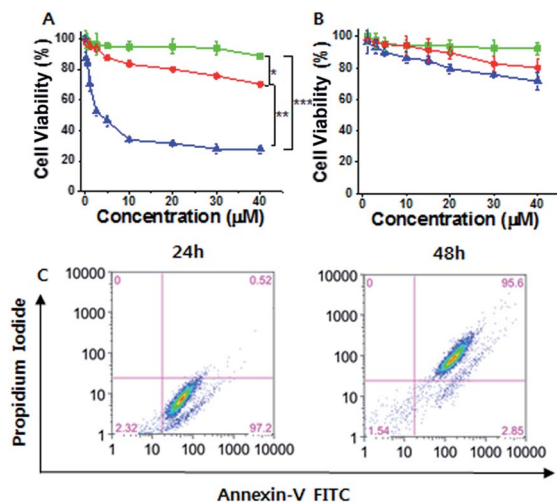 A
B
Cell Viability (%)
100
80
60
40
20
0
0 10 20 30 40
Concentration (µM)
*
**
***
Cell Viability (%)
100
80
60
40
20
0
0 10 20 30 40
Concentration (µM)
24h
48h
C
Propidium Iodide
10000
1000
100
10
1
0
0.52
2.32
97.2
1 10 100 1000 10000
10000
1000
100
10
1
0
95.6
1.54
2.85
1 10 100 1000 10000
Annexin-V FITC